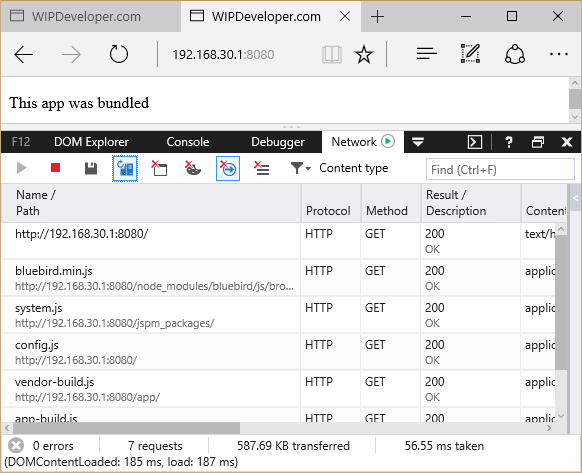 WIPDeveloper.com
WIPDeveloper.com
192.168.30.1:8080
This app was bundled
F12 DOM Explorer Console Debugger Network
Content type Find (Ctrl+F)
Name / Path Protocol Method Result / Description Content
http://192.168.30.1:8080/ HTTP GET 200 OK text/h
bluebird.min.js HTTP GET 200 applic
http://192.168.30.1:8080/node_modules/bluebird/js/bro... OK
system.js HTTP GET 200 applic
http://192.168.30.1:8080/jspm_packages/ OK
config.js HTTP GET 200 applic
http://192.168.30.1:8080/ OK
vendor-build.js HTTP GET 200 applic
http://192.168.30.1:8080/app/ OK
app-build.js HTTP GET 200 applic
0 errors 7 requests 587.69 KB transferred 56.55 ms taken
(DOMContentLoaded: 185 ms, load: 187 ms)